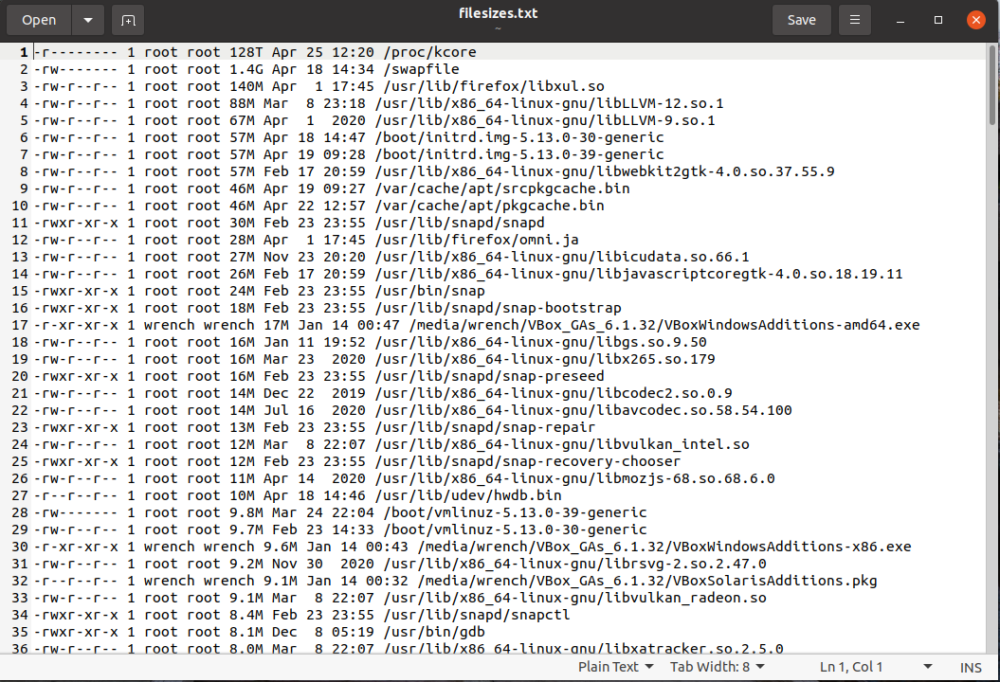 Open
filesizes.txt
~
Save
1 -r-------- 1 root root 128T Apr 25 12:20 /proc/kcore
2 -rw------- 1 root root 1.4G Apr 18 14:34 /swapfile
3 -rw-r--r-- 1 root root 140M Apr  1 17:45 /usr/lib/firefox/libxul.so
4 -rw-r--r-- 1 root root 88M Mar  8 23:18 /usr/lib/x86_64-linux-gnu/libLLVM-12.so.1
5 -rw-r--r-- 1 root root 67M Apr  1  2020 /usr/lib/x86_64-linux-gnu/libLLVM-9.so.1
6 -rw-r--r-- 1 root root 57M Apr 18 14:47 /boot/initrd.img-5.13.0-30-generic
7 -rw-r--r-- 1 root root 57M Apr 19 09:28 /boot/initrd.img-5.13.0-39-generic
8 -rw-r--r-- 1 root root 57M Feb 17 20:59 /usr/lib/x86_64-linux-gnu/libwebkit2gtk-4.0.so.37.55.9
9 -rw-r--r-- 1 root root 46M Apr 19 09:27 /var/cache/apt/srcpkgcache.bin
10 -rw-r--r-- 1 root root 46M Apr 22 12:57 /var/cache/apt/pkgcache.bin
11 -rwxr-xr-x 1 root root 30M Feb 23 23:55 /usr/lib/snapd/snapd
12 -rw-r--r-- 1 root root 28M Apr  1 17:45 /usr/lib/firefox/omni.ja
13 -rw-r--r-- 1 root root 27M Nov 23 20:20 /usr/lib/x86_64-linux-gnu/libicudata.so.66.1
14 -rw-r--r-- 1 root root 26M Feb 17 20:59 /usr/lib/x86_64-linux-gnu/libjavascriptcoregtk-4.0.so.18.19.11
15 -rwxr-xr-x 1 root root 24M Feb 23 23:55 /usr/bin/snap
16 -rwxr-xr-x 1 root root 18M Feb 23 23:55 /usr/lib/snapd/snap-bootstrap
17 -r-xr-xr-x 1 wrench wrench 17M Jan 14 00:47 /media/wrench/VBox_GAs_6.1.32/VBoxWindowsAdditions-amd64.exe
18 -rw-r--r-- 1 root root 16M Jan 11 19:52 /usr/lib/x86_64-linux-gnu/libgs.so.9.50
19 -rw-r--r-- 1 root root 16M Mar 23  2020 /usr/lib/x86_64-linux-gnu/libx265.so.179
20 -rwxr-xr-x 1 root root 16M Feb 23 23:55 /usr/lib/snapd/snap-preseed
21 -rw-r--r-- 1 root root 14M Dec 22  2019 /usr/lib/x86_64-linux-gnu/libcodec2.so.0.9
22 -rw-r--r-- 1 root root 14M Jul 16  2020 /usr/lib/x86_64-linux-gnu/libavcodec.so.58.54.100
23 -rwxr-xr-x 1 root root 13M Feb 23 23:55 /usr/lib/snapd/snap-repair
24 -rw-r--r-- 1 root root 12M Mar  8 22:07 /usr/lib/x86_64-linux-gnu/libvulkan_intel.so
25 -rwxr-xr-x 1 root root 12M Feb 23 23:55 /usr/lib/snapd/snap-recovery-chooser
26 -rw-r--r-- 1 root root 11M Apr 14  2020 /usr/lib/x86_64-linux-gnu/libmozjs-68.so.68.6.0
27 -r--r--r-- 1 root root 10M Apr 18 14:46 /usr/lib/udev/hwdb.bin
28 -rw------- 1 root root 9.8M Mar 24 22:04 /boot/vmlinuz-5.13.0-39-generic
29 -rw-r--r-- 1 root root 9.7M Feb 23 14:33 /boot/vmlinuz-5.13.0-30-generic
30 -r-xr-xr-x 1 wrench wrench 9.6M Jan 14 00:43 /media/wrench/VBox_GAs_6.1.32/VBoxWindowsAdditions-x86.exe
31 -rw-r--r-- 1 root root 9.2M Nov 30  2020 /usr/lib/x86_64-linux-gnu/librsvg-2.so.2.47.0
32 -r--r--r-- 1 wrench wrench 9.1M Jan 14 00:32 /media/wrench/VBox_GAs_6.1.32/VBoxSolarisAdditions.pkg
33 -rw-r--r-- 1 root root 9.1M Mar  8 22:07 /usr/lib/x86_64-linux-gnu/libvulkan_radeon.so
34 -rwxr-xr-x 1 root root 8.4M Feb 23 23:55 /usr/lib/snapd/snapctl
35 -rwxr-xr-x 1 root root 8.1M Dec  8 05:19 /usr/bin/gdb
36 -rw-r--r-- 1 root root 8.0M Mar  8 22:07 /usr/lib/x86_64-linux-gnu/libxatracker.so.2.5.0
Plain Text Tab Width: 8 Ln 1, Col 1 INS